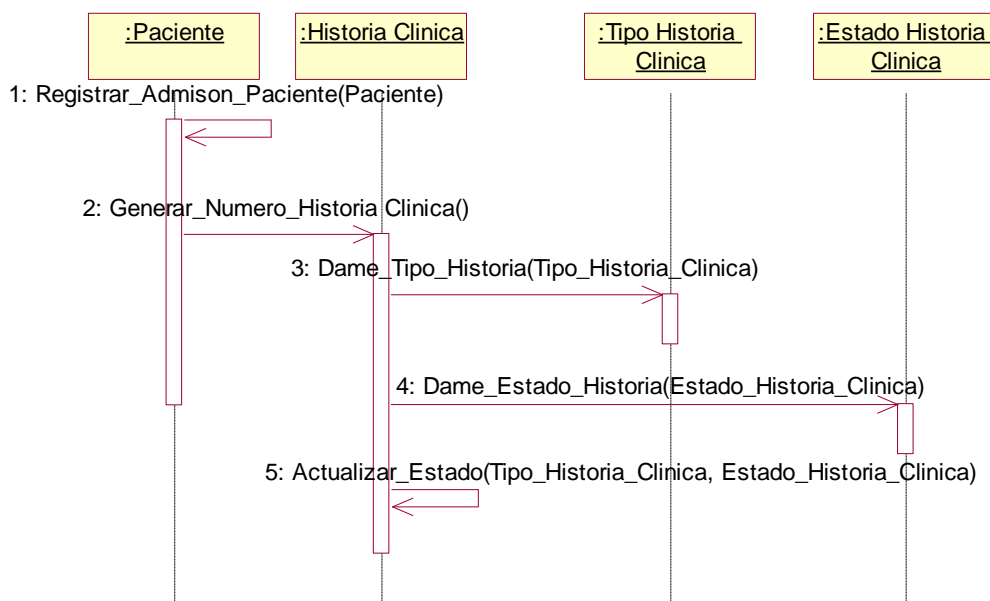 :Paciente
:Historia Clinica
:Tipo Historia
Clinica
:Estado Historia
Clinica
1: Registrar_Admison_Paciente(Paciente)
2: Generar_Numero_Historia Clinica()
3: Dame_Tipo_Historia(Tipo_Historia_Clinica)
4: Dame_Estado_Historia(Estado_Historia_Clinica)
5: Actualizar_Estado(Tipo_Historia_Clinica, Estado_Historia_Clinica)